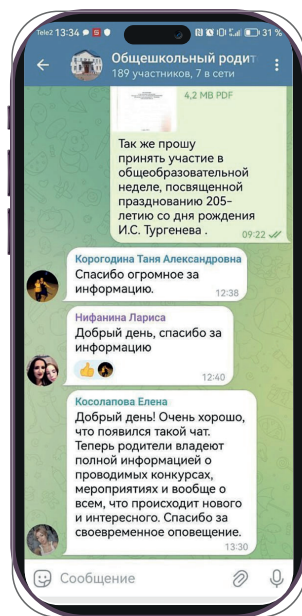 Tele2 13:34
31 %
Общешкольный родит
189 участников, 7 в сети
4,2 MB PDF
Так же прошу
принять участие в
общеобразовательной
неделе, посвященной
празднованию 205-
летию со дня рождения
И.С. Тургенева .
09:22
Корогодина Таня Александровна
Спасибо огромное за
информацию.
12:38
Нифанина Лариса
Добрый день, спасибо за
информацию
12:40
Косолапова Елена
Добрый день! Очень хорошо,
что появился такой чат.
Теперь родители владеют
полной информацией о
проводимых конкурсах,
мероприятиях и вообще о
всем, что происходит нового
и интересного. Спасибо за
своевременное оповещение.
13:30
Сообщение